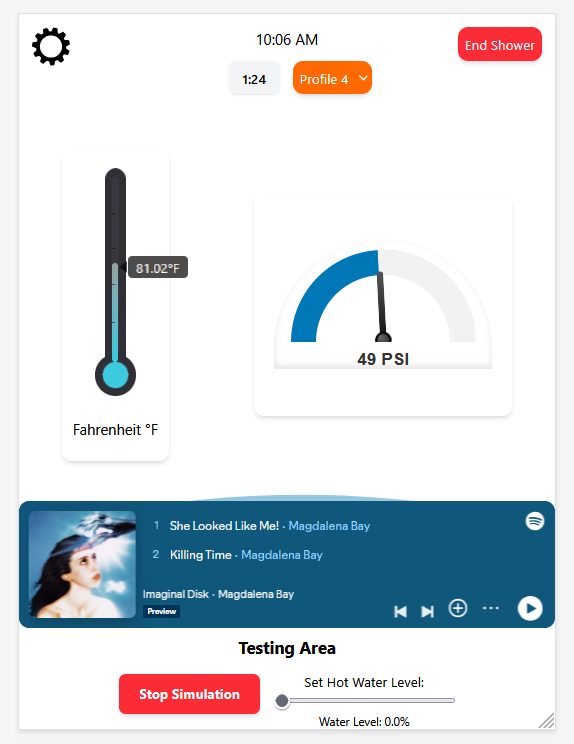 10:06 AM
End Shower
1:24
Profile 4
81.02°F
49 PSI
Fahrenheit °F
1 She Looked Like Me! · Magdalena Bay
2 Killing Time · Magdalena Bay
Imaginal Disk · Magdalena Bay
Preview
Testing Area
Stop Simulation
Set Hot Water Level:
Water Level: 0.0%